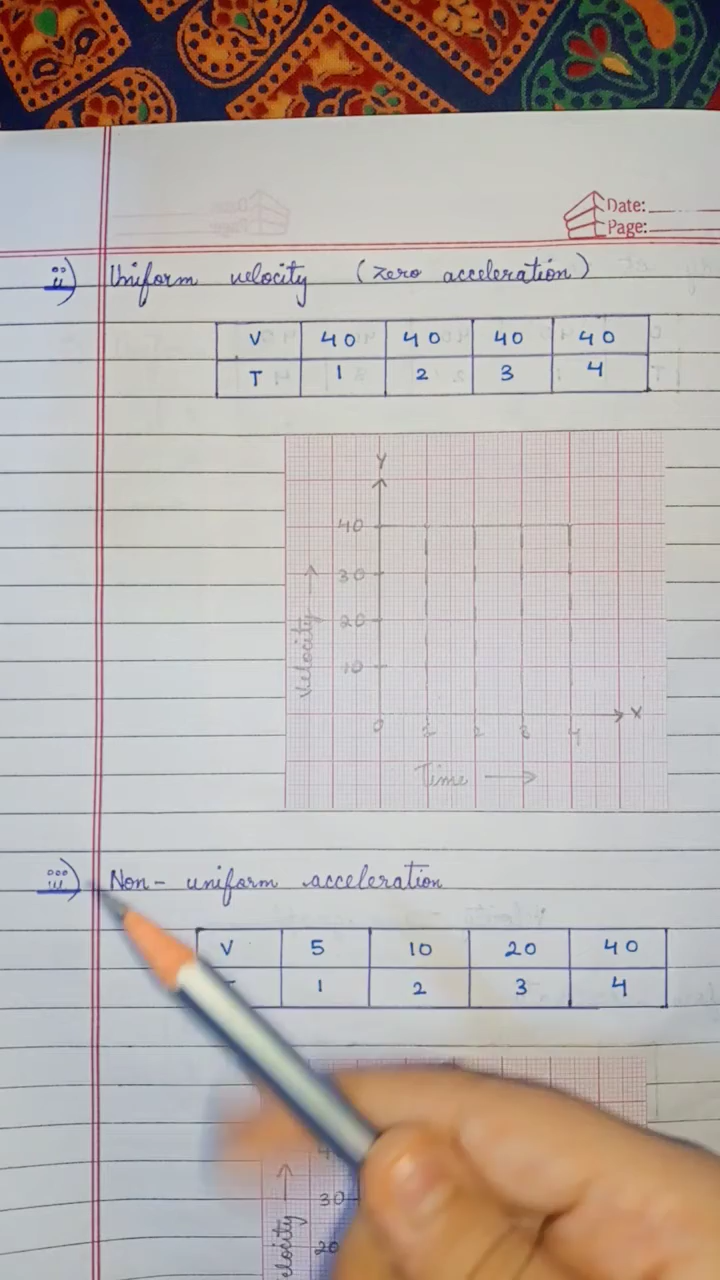 Date:
Page:
ii) Uniform velocity (zero acceleration)
V 40 40 40 40
T 1 2 3 4
Y
40
30
20
10
Velocity →
0 1 2 3 4
X
Time →
iii) Non-uniform acceleration
V 5 10 20 40
1 2 3 4
30
20
elocity →